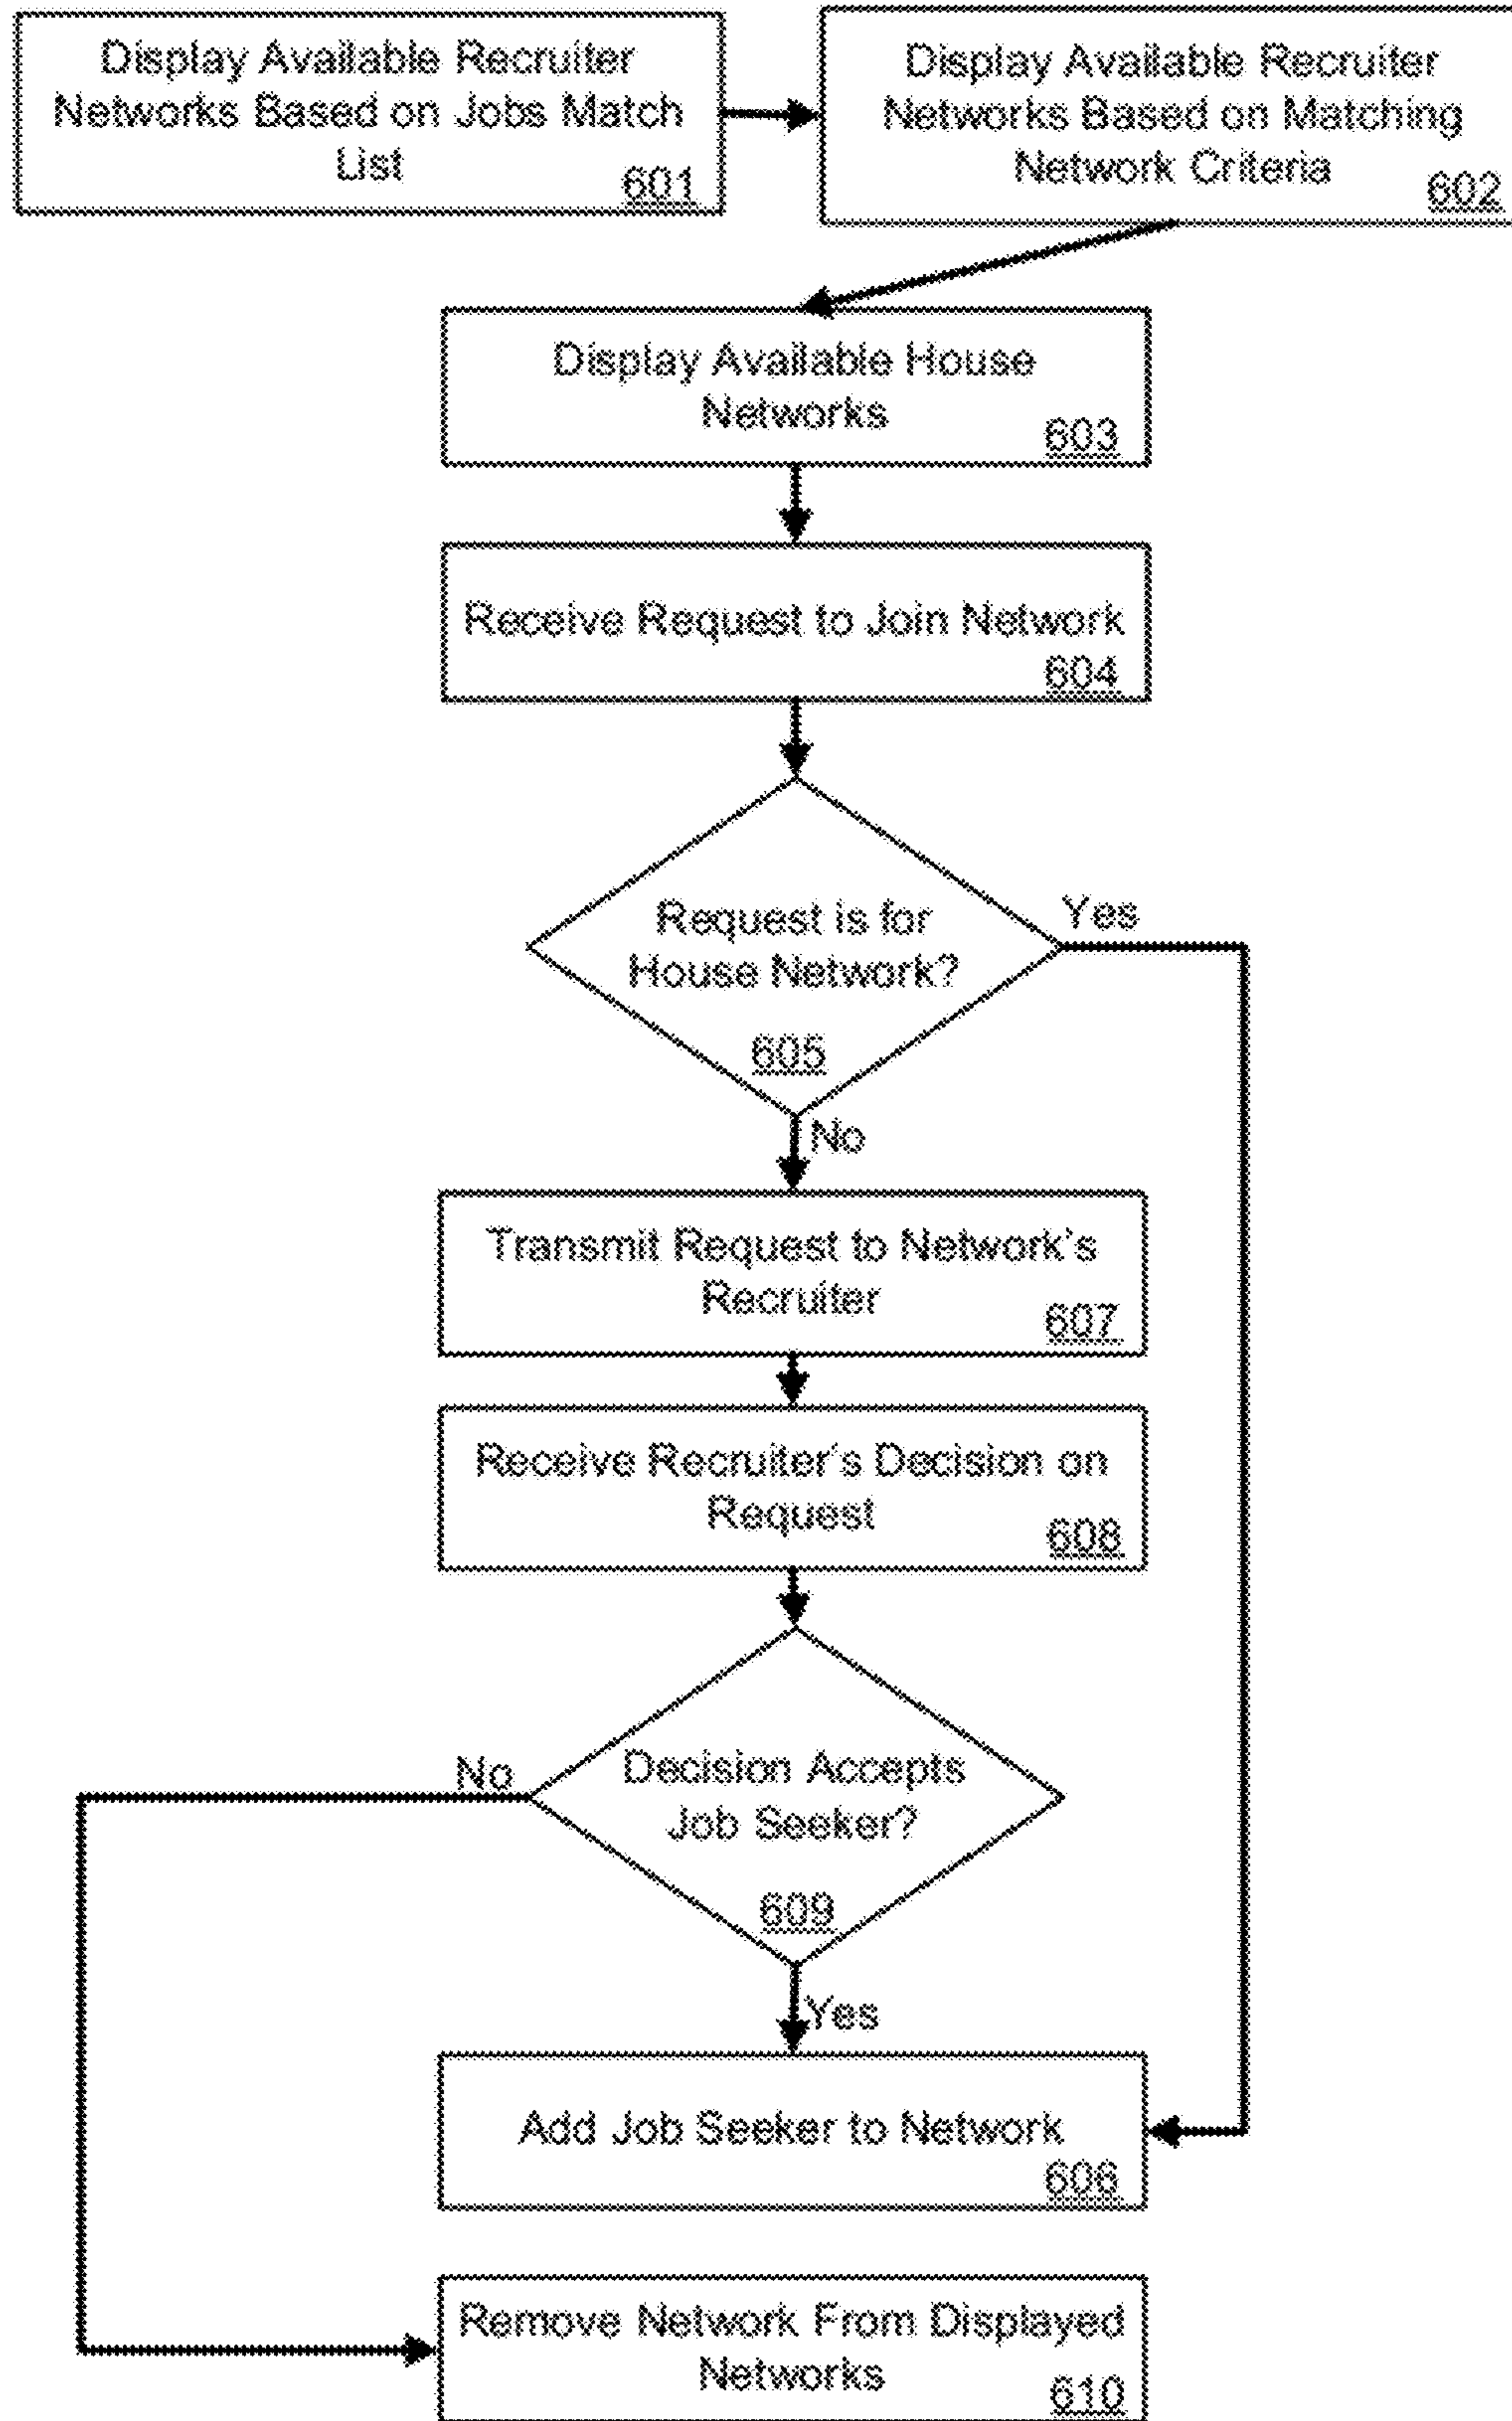 Display Available Recruiter
Networks Based on Jobs Match
List
601
Display Available Recruiter
Networks Based on Matching
Network Criteria
602
Display Available House
Networks
603
Receive Request to Join Network
604
Request is for
House Network?
605
Yes
No
Transmit Request to Network's
Recruiter
607
Receive Recruiter's Decision on
Request
608
Decision Accepts
Job Seeker?
609
No
Yes
Add Job Seeker to Network
606
Remove Network From Displayed
Networks
610